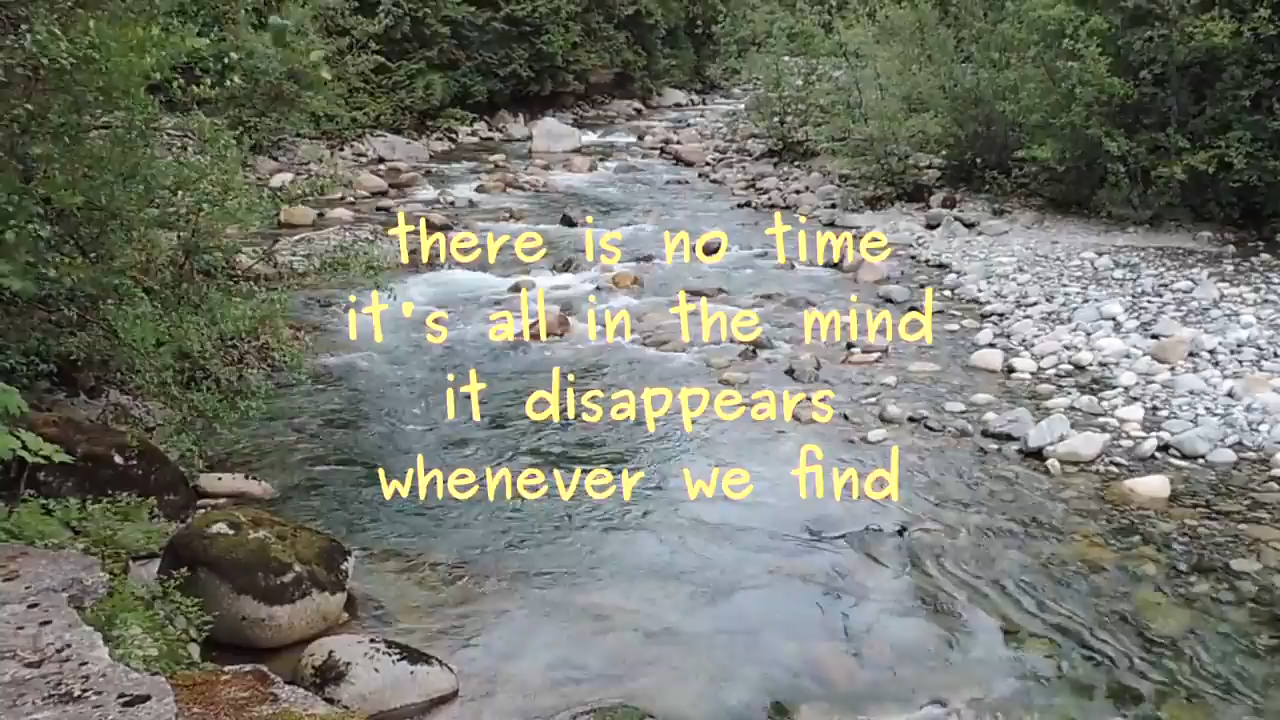 there is no time
it's all in the mind
it disappears
whenever we find